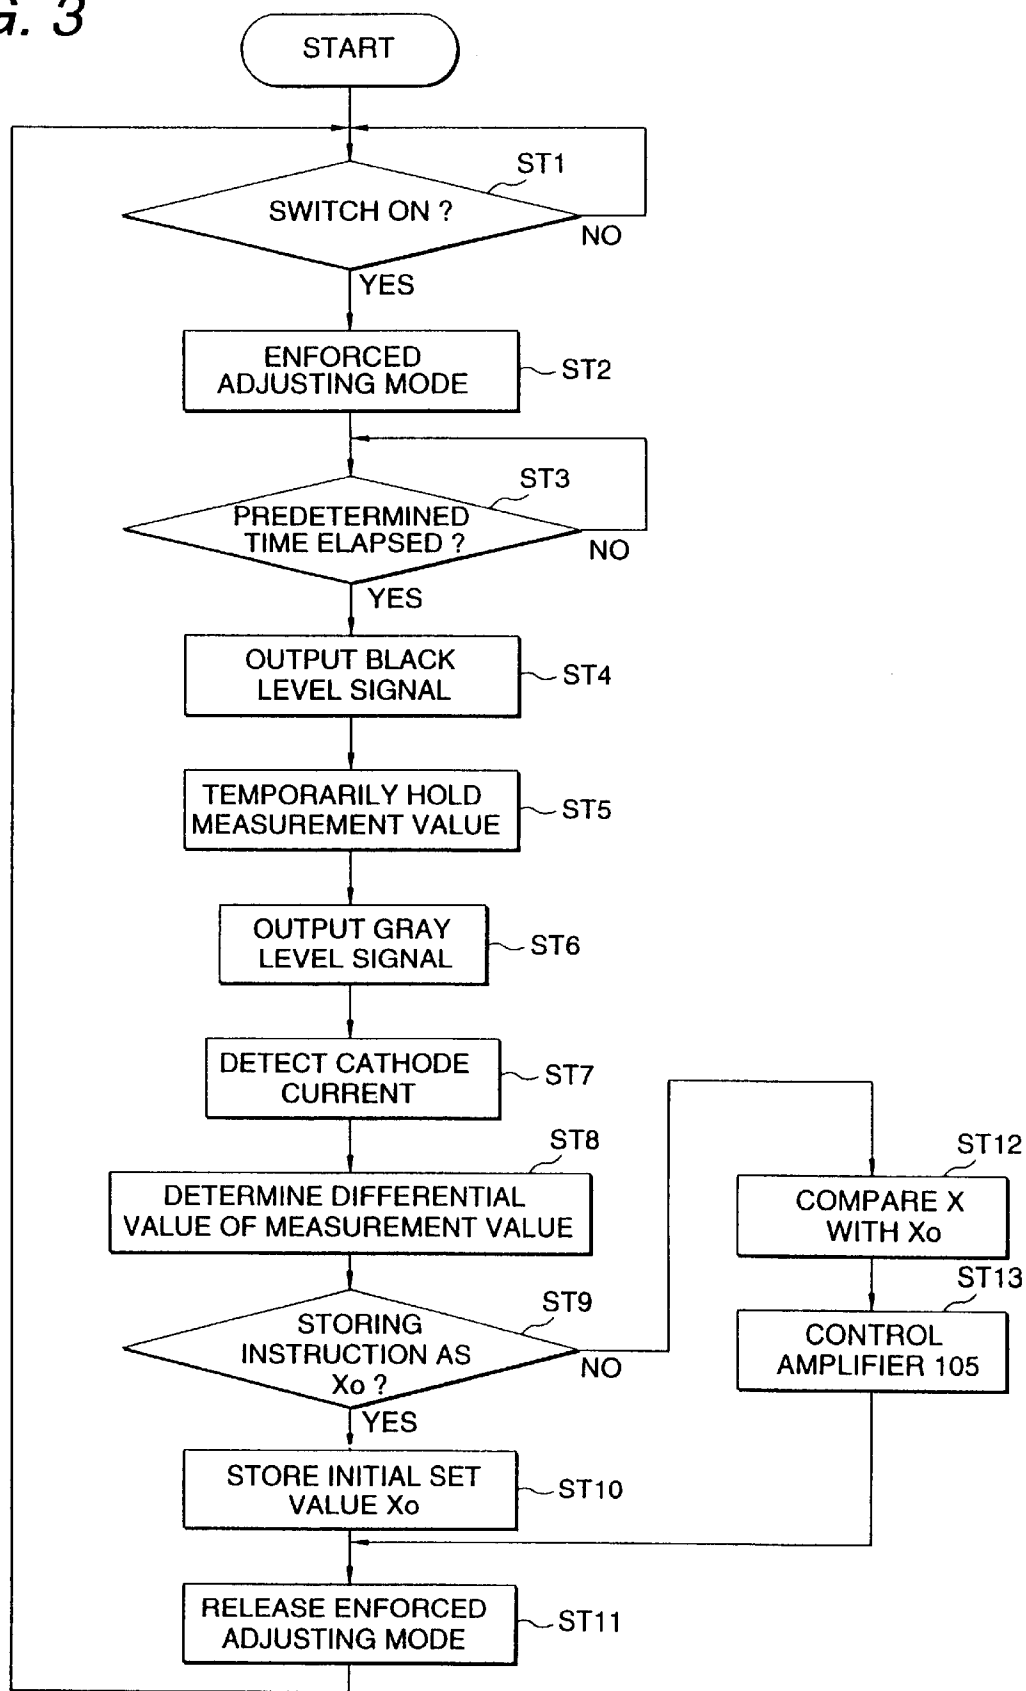 G. 3
START
ST1
SWITCH ON ?
NO
YES
ENFORCED
ADJUSTING MODE
ST2
ST3
PREDETERMINED
TIME ELAPSED ?
NO
YES
OUTPUT BLACK
LEVEL SIGNAL
ST4
TEMPORARILY HOLD
MEASUREMENT VALUE
ST5
OUTPUT GRAY
LEVEL SIGNAL
ST6
DETECT CATHODE
CURRENT
ST7
ST8
DETERMINE DIFFERENTIAL
VALUE OF MEASUREMENT VALUE
ST12
COMPARE X
WITH Xo
ST9
STORING
INSTRUCTION AS
Xo ?
NO
YES
ST13
CONTROL
AMPLIFIER 105
STORE INITIAL SET
VALUE Xo
ST10
RELEASE ENFORCED
ADJUSTING MODE
ST11